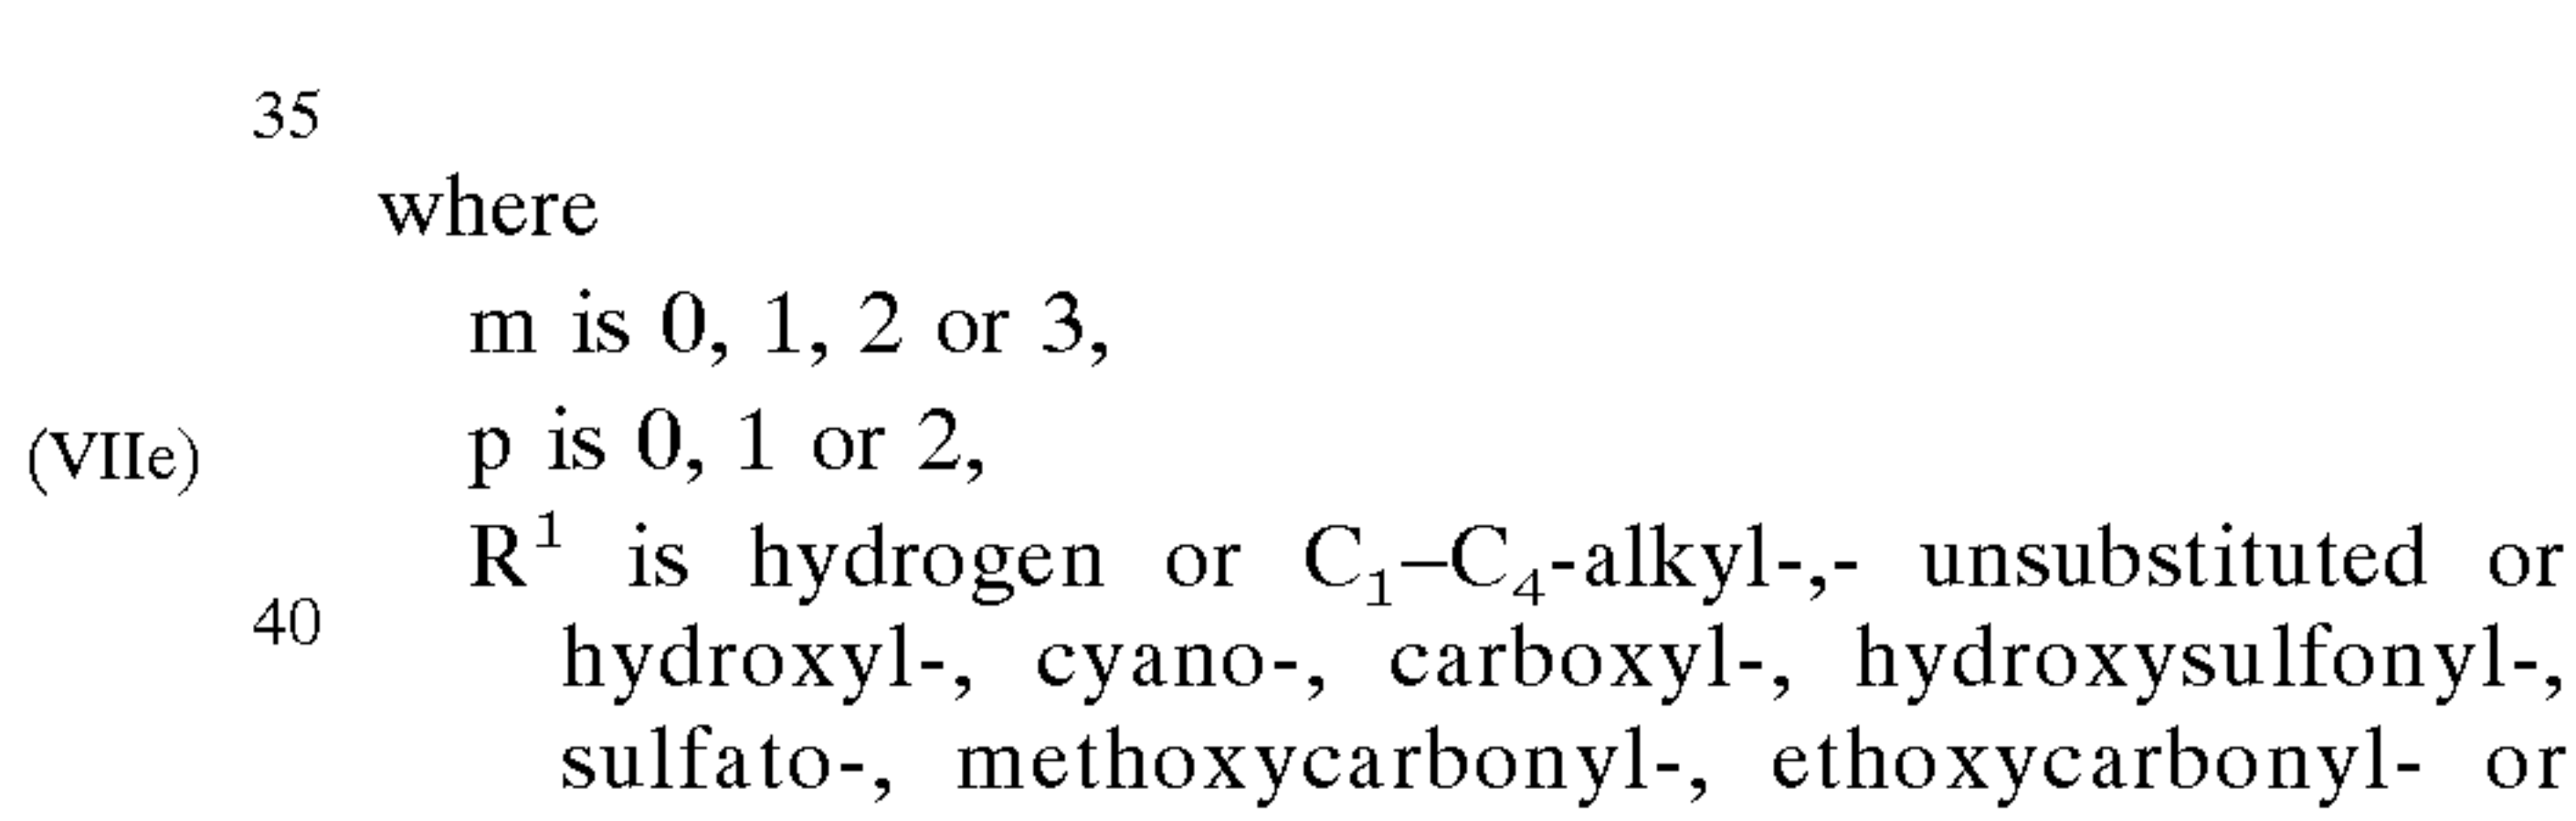 35
where
m is 0, 1, 2 or 3,
(VIIe) p is 0, 1 or 2,
R¹ is hydrogen or C₁–C₄-alkyl-,- unsubstituted or
40
hydroxyl-, cyano-, carboxyl-, hydroxysulfonyl-,
sulfato-, methoxycarbonyl-, ethoxycarbonyl- or